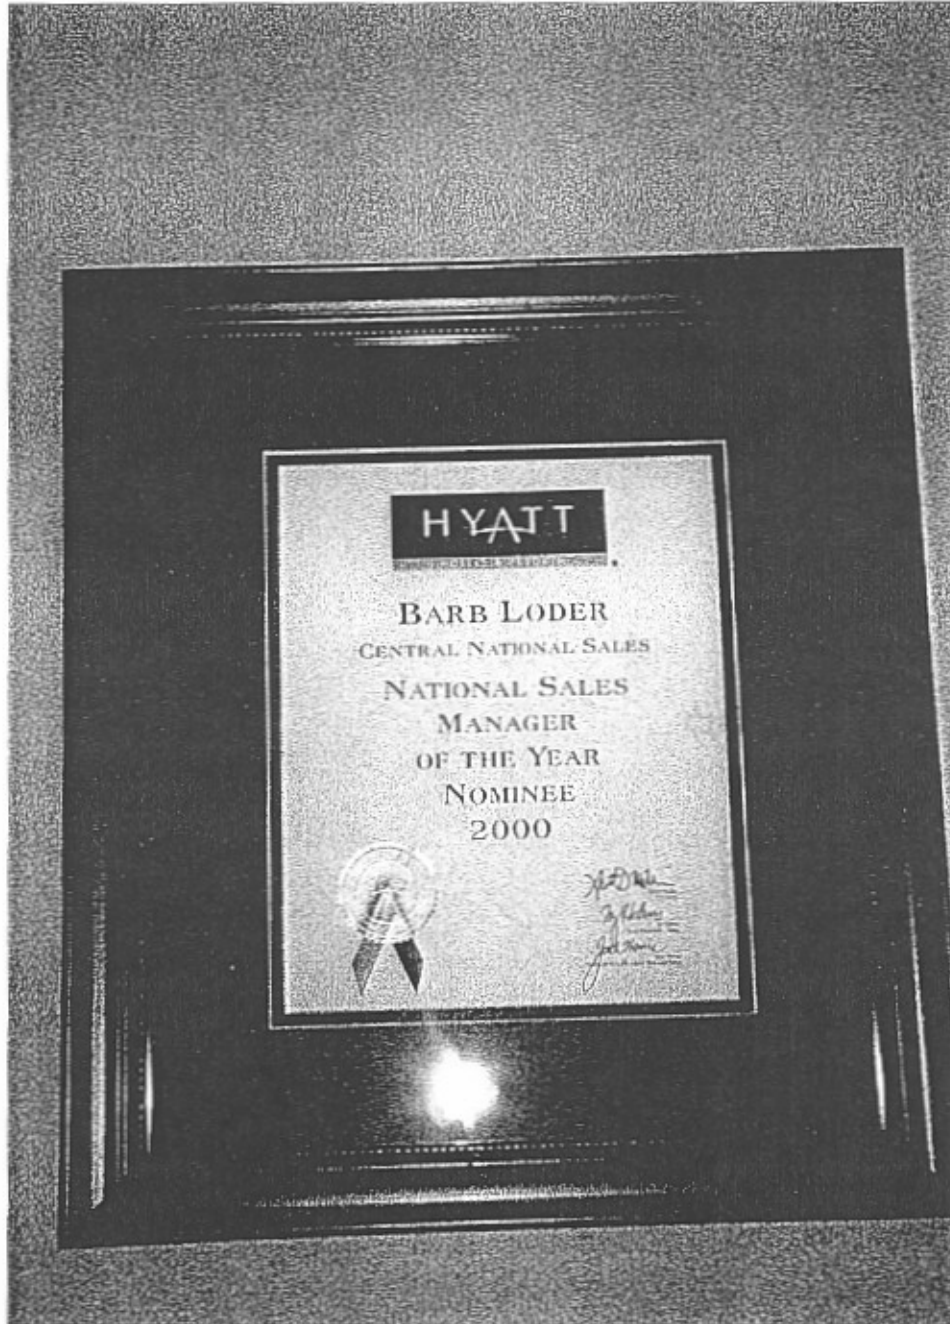 HYATT
BARB LODER
CENTRAL NATIONAL SALES
NATIONAL SALES
MANAGER
OF THE YEAR
NOMINEE
2000